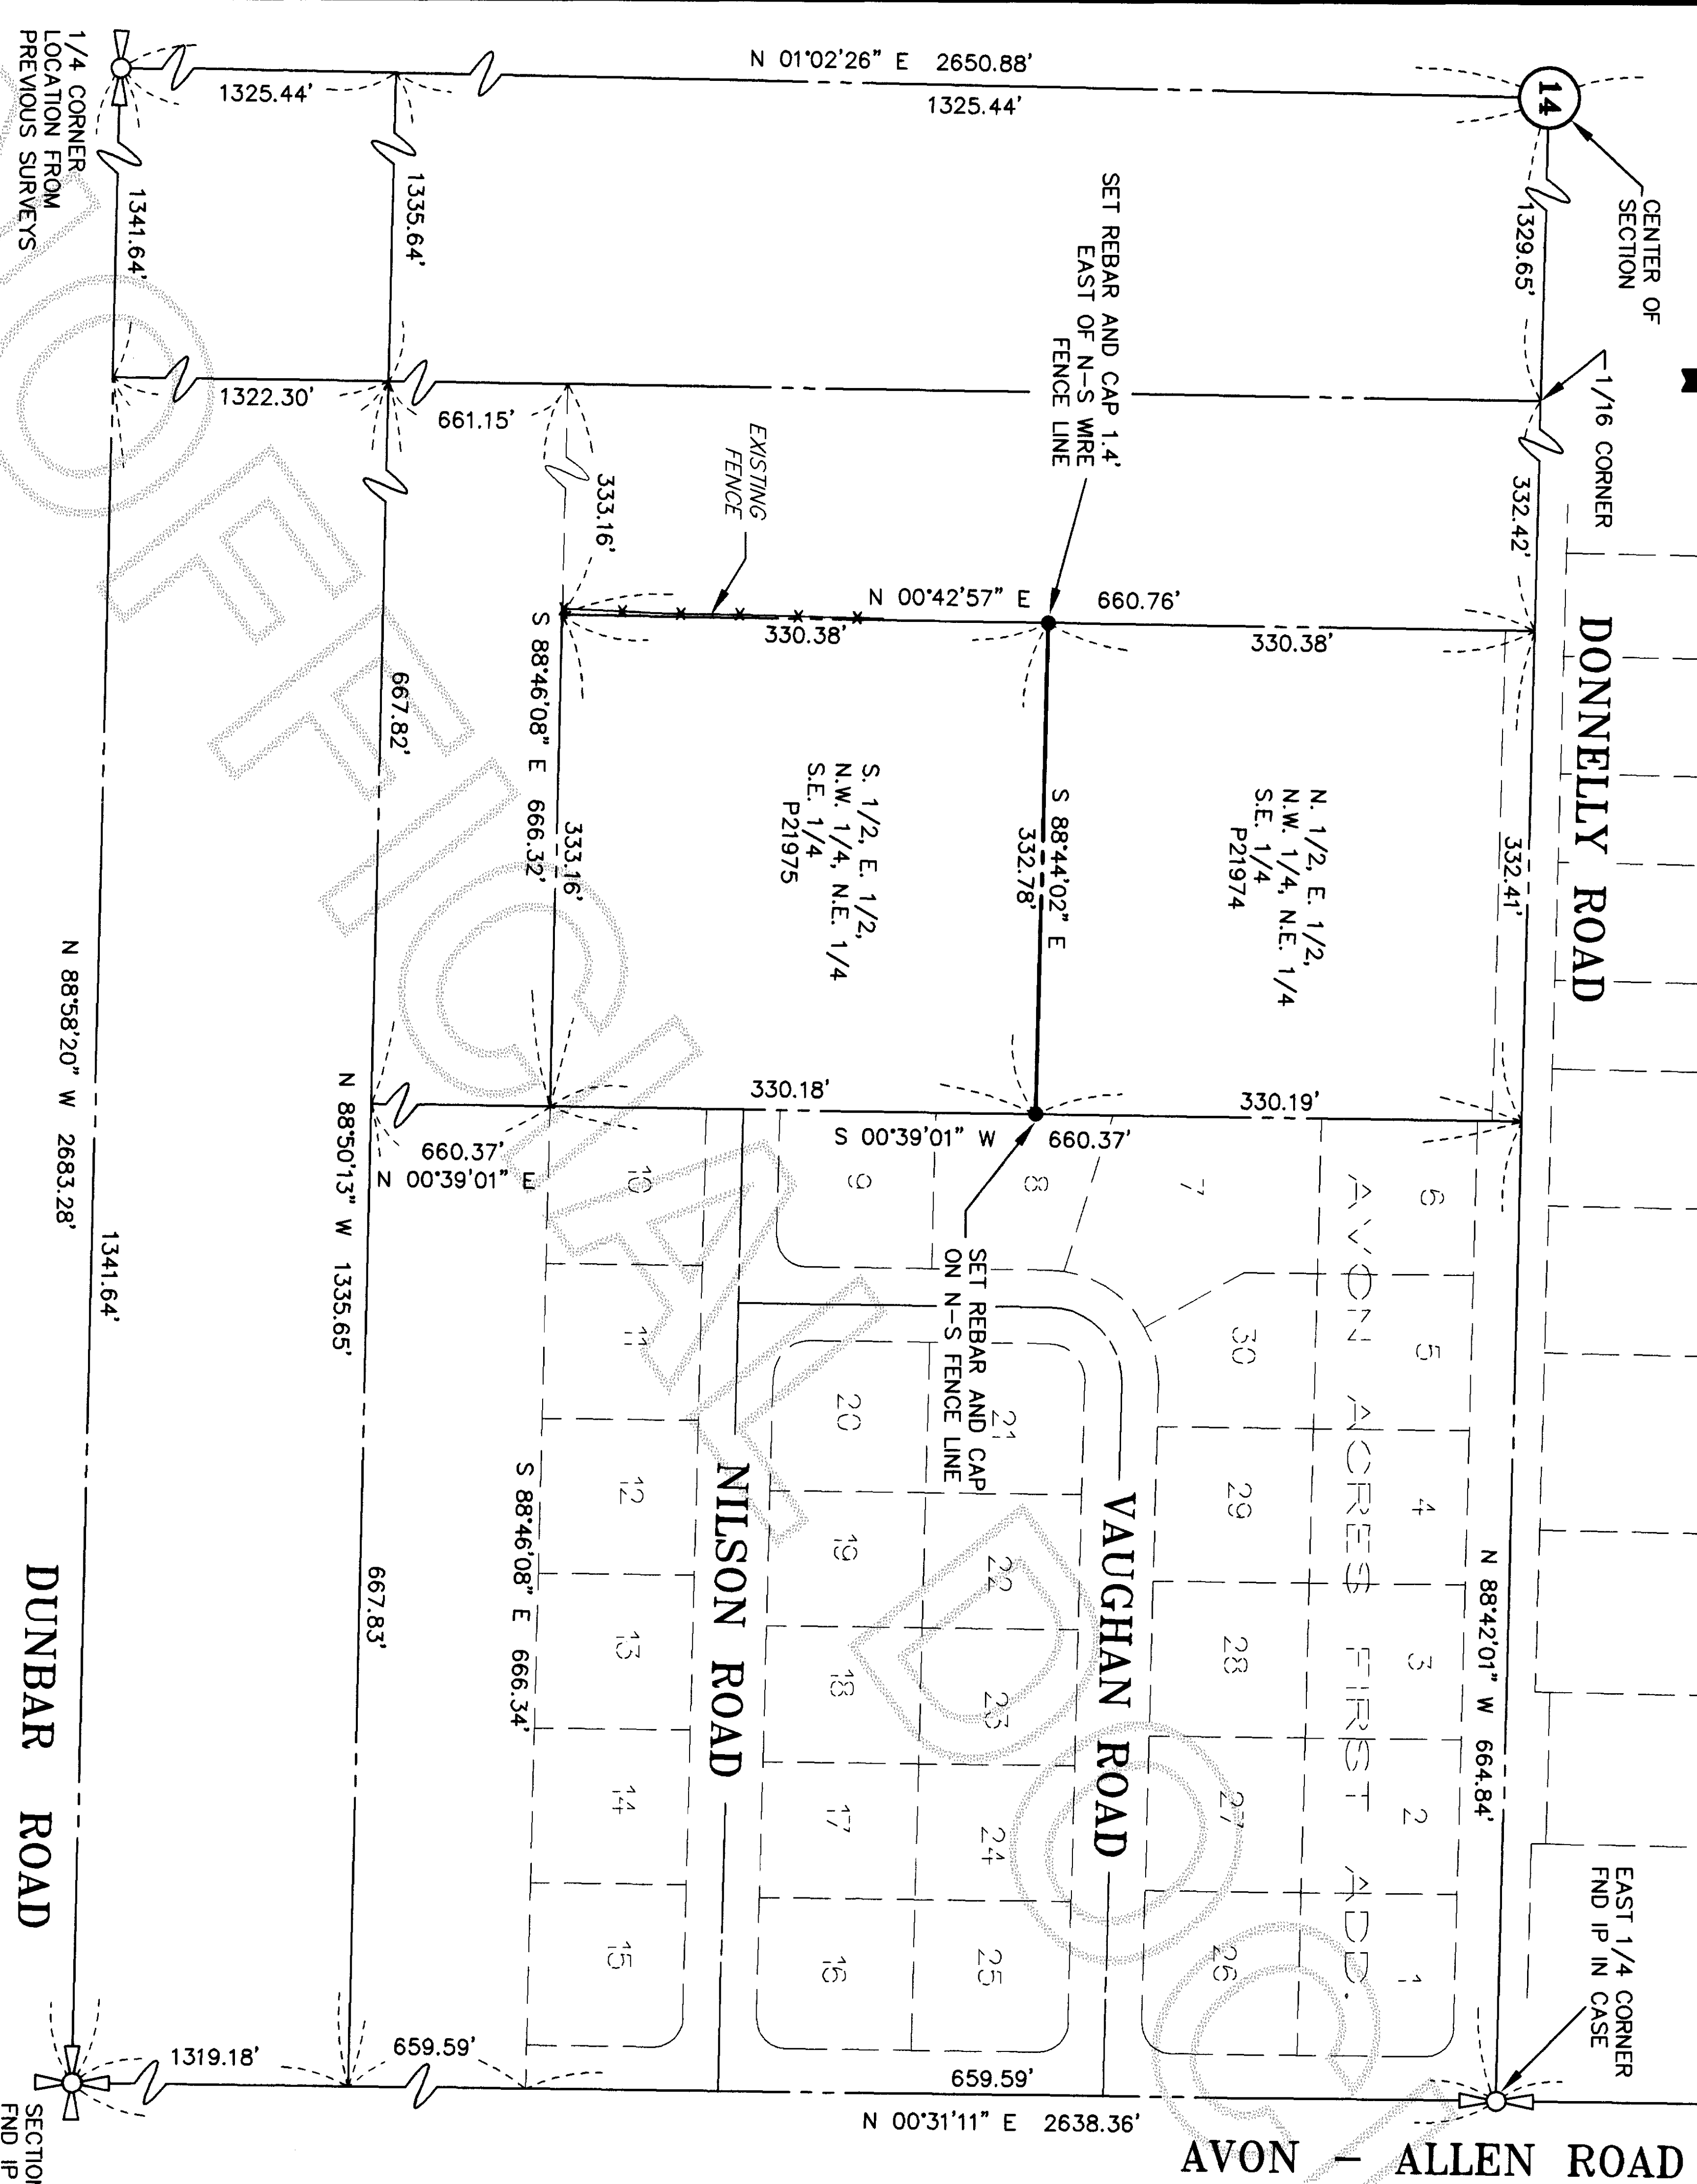 CENTER OF
SECTION
1/16 CORNER
DONNELLY ROAD
EAST 1/4 CORNER
FND IP IN CASE
14
1329.65'
332.42'
332.41'
N 88°42'01" W 664.84'
N 01°02'26" E 2650.88'
1325.44'
1325.44'
SET REBAR AND CAP 1.4'
EAST OF N-S WIRE
FENCE LINE
N 00°42'57" E 660.76'
330.38'
330.38'
EXISTING
FENCE
N. 1/2, E. 1/2,
N.W. 1/4, N.E. 1/4
S.E. 1/4
P21974
S 88°44'02" E
332.78'
S. 1/2, E. 1/2,
N.W. 1/4, N.E. 1/4
S.E. 1/4
P21975
330.19'
330.18'
S 00°39'01" W 660.37'
SET REBAR AND CAP
ON N-S FENCE LINE
6
5
4
3
2
1
AVON ACRES FIRST ADD.
7
30
29
28
27
26
VAUGHAN ROAD
8
21
22
23
24
25
9
20
19
18
17
16
NILSON ROAD
10
11
12
13
14
15
333.16'
333.16'
S 88°46'08" E 666.32'
S 88°46'08" E 666.34'
661.15'
660.37'
N 00°39'01" E
1335.64'
667.82'
N 88°50'13" W 1335.65'
667.83'
1322.30'
1341.64'
1341.64'
N 88°58'20" W 2683.28'
1/4 CORNER
LOCATION FROM
PREVIOUS SURVEYS
DUNBAR ROAD
1319.18'
659.59'
659.59'
N 00°31'11" E 2638.36'
AVON - ALLEN ROAD
SECTION
FND IP
OFFICIAL DOC